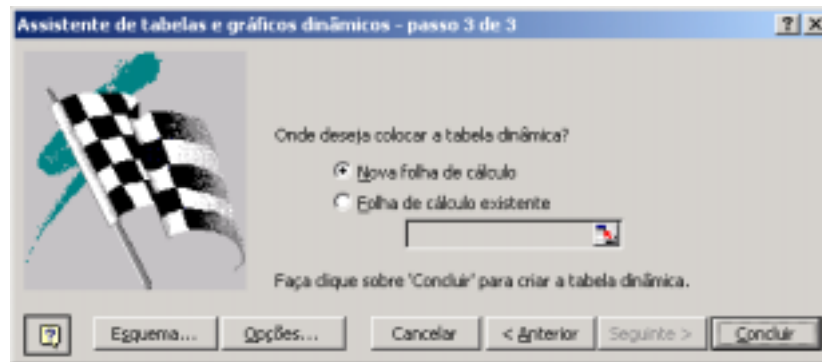 Assistente de tabelas e gráficos dinâmicos - passo 3 de 3
Onde deseja colocar a tabela dinâmica?
Nova folha de cálculo
Folha de cálculo existente
Faça clique sobre 'Concluir' para criar a tabela dinâmica.
Esquema... Opções... Cancelar < Anterior Seguinte > Concluir